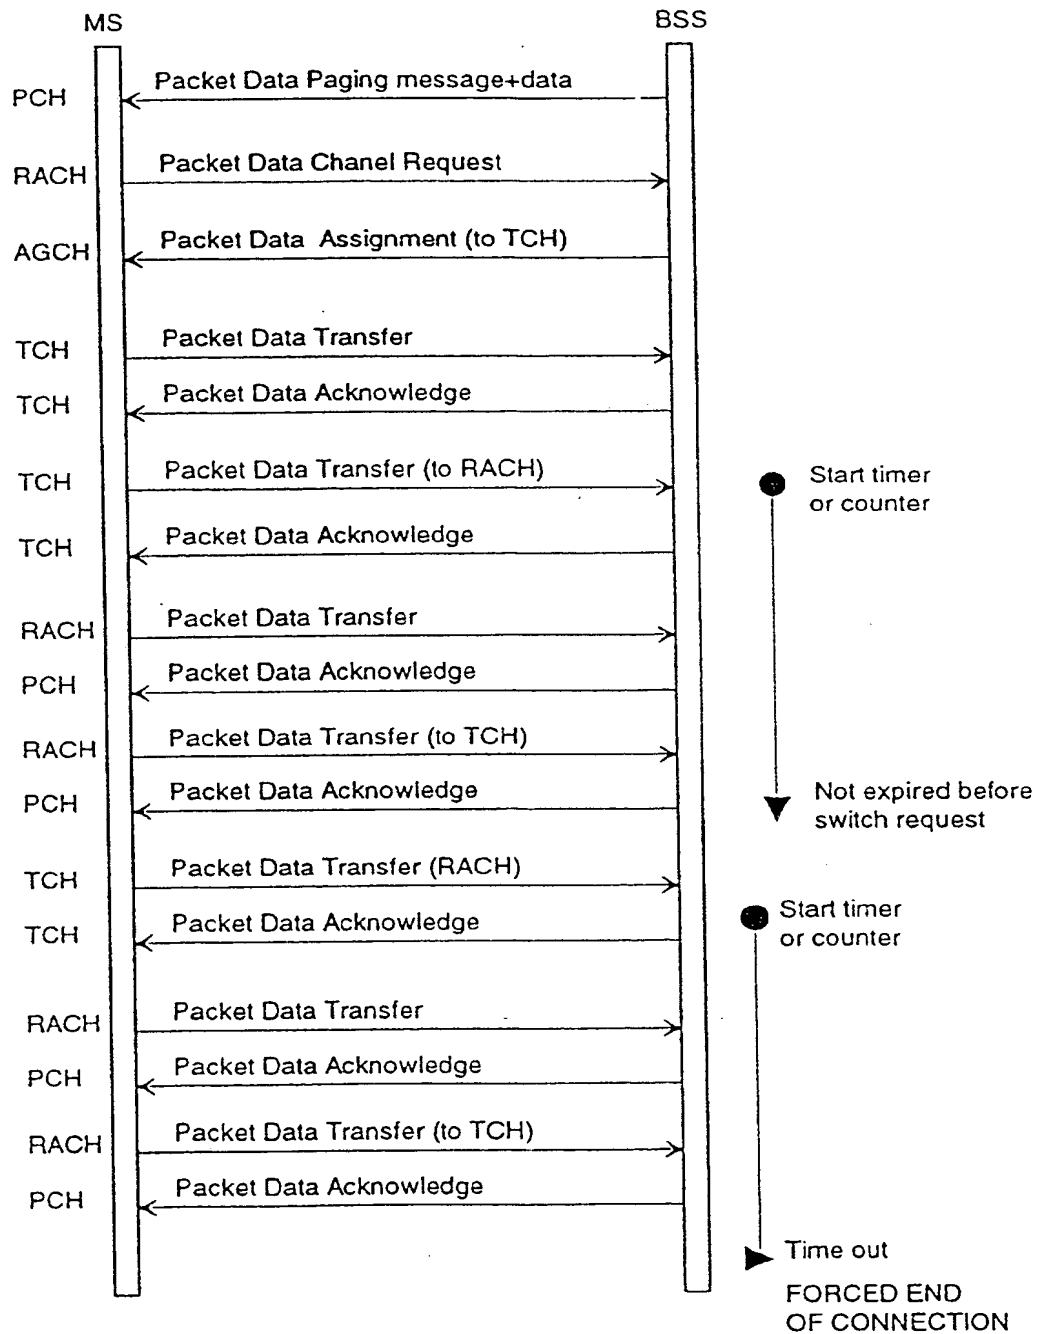 MS
BSS
PCH
Packet Data Paging message+data
RACH
Packet Data Chanel Request
AGCH
Packet Data Assignment (to TCH)
TCH
Packet Data Transfer
TCH
Packet Data Acknowledge
TCH
Packet Data Transfer (to RACH)
Start timer
or counter
TCH
Packet Data Acknowledge
RACH
Packet Data Transfer
PCH
Packet Data Acknowledge
RACH
Packet Data Transfer (to TCH)
PCH
Packet Data Acknowledge
Not expired before
switch request
TCH
Packet Data Transfer (RACH)
TCH
Packet Data Acknowledge
Start timer
or counter
RACH
Packet Data Transfer
PCH
Packet Data Acknowledge
RACH
Packet Data Transfer (to TCH)
PCH
Packet Data Acknowledge
Time out
FORCED END
OF CONNECTION